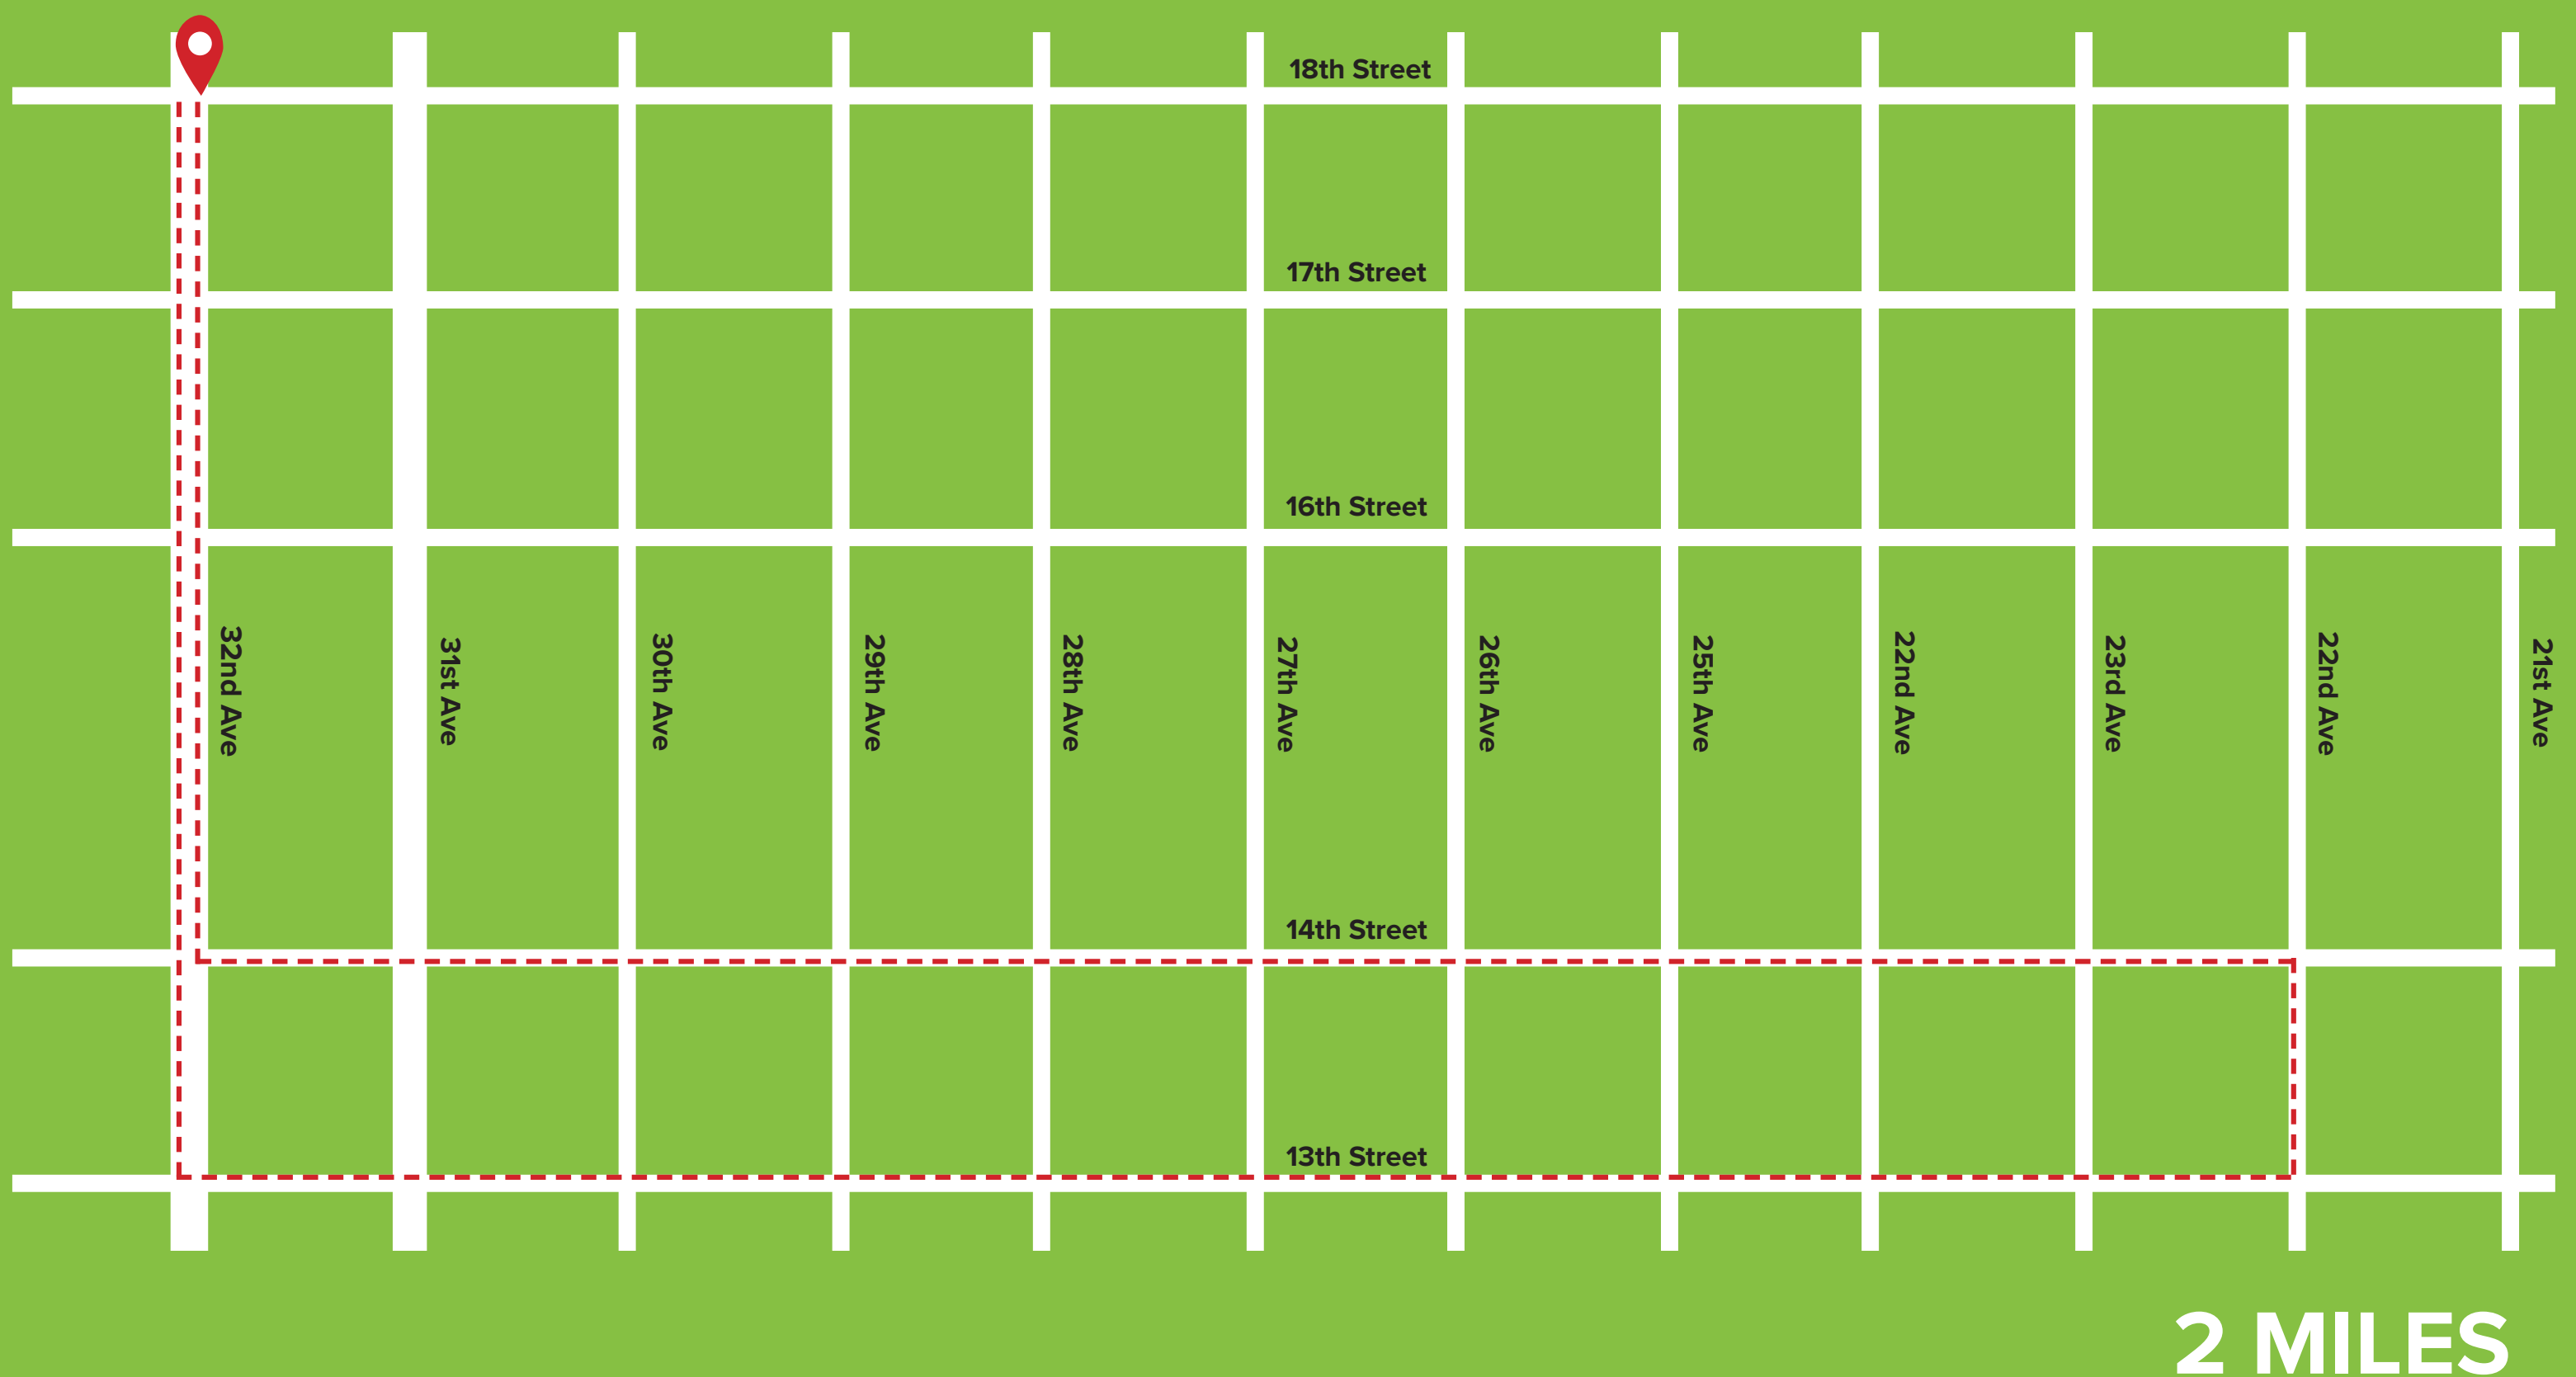 18th Street
17th Street
16th Street
32nd Ave
31st Ave
30th Ave
29th Ave
28th Ave
27th Ave
26th Ave
25th Ave
22nd Ave
23rd Ave
22nd Ave
21st Ave
14th Street
13th Street
2 MILES